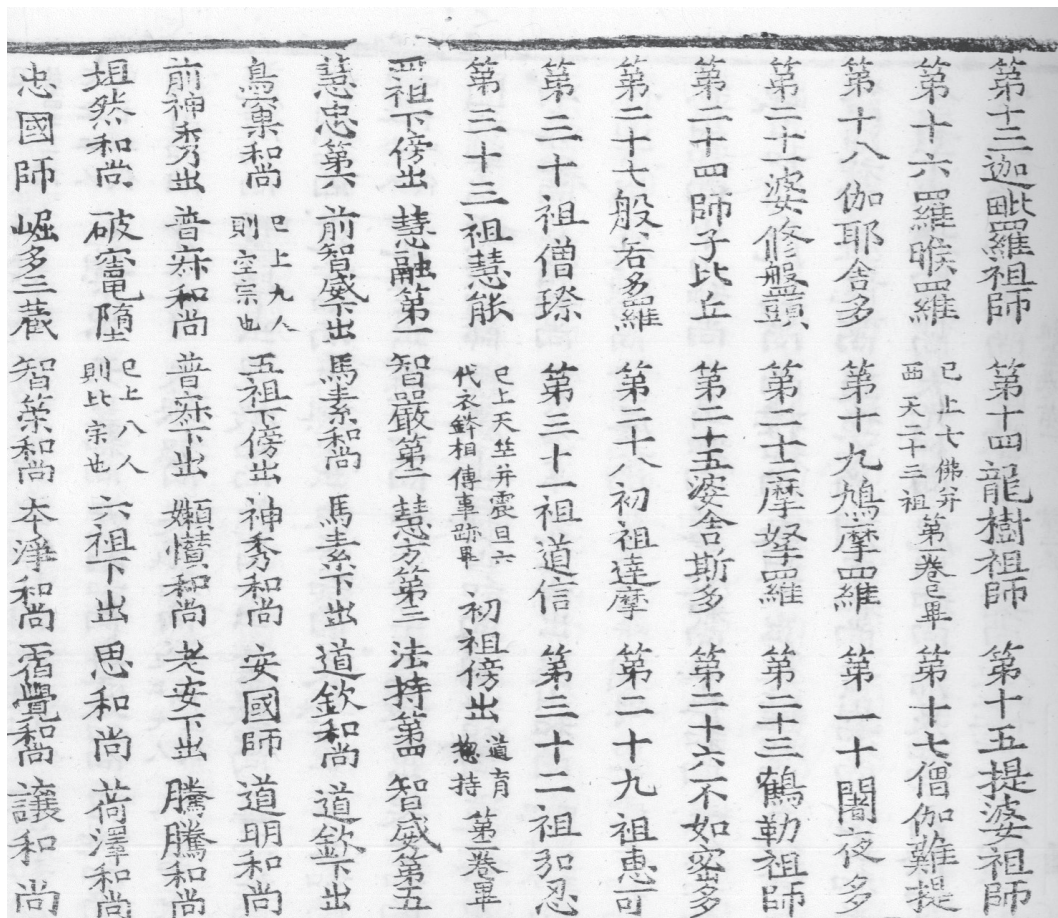 第十三迦毗羅祖師 第十四龍樹祖師 第十五提婆祖師
第十六羅睺羅 已上七佛并西天二十三祖 第一卷已畢 第十七僧伽難提
第十八伽耶舍多 第十九鳩摩羅 第二十闍夜多
第二十一婆修盤頭 第二十二摩拏羅 第二十三鶴勒祖師
第二十四師子比丘 第二十五婆舍斯多 第二十六不如密多
第二十七般若多羅 第二十八初祖達摩 第二十九祖惠可
第三十祖僧璨 第三十一祖道信 第三十二祖弘忍
第三十三祖慧能 已上天竺并震旦六代衣鉢相傳事跡畢 初祖傍出 道育惣持 第二卷畢
四祖下傍出 慧融第一 智嚴第二 慧方第三 法持第四 智威第五
慧忠第六 前智威出 馬素和尚 馬素下出 道欽和尚 道欽下出
鳥窠和尚 已上九人則空宗也 五祖下傍出 神秀和尚 安國師 道明和尚
前神秀出 普寂和尚 普寂下出 嬾攢和尚 老安下出 騰騰和尚
坦然和尚 破竈墮 已上八人則北宗也 六祖下出 思和尚 荷澤和尚
忠國師 崛多三藏 智策和尚 本淨和尚 宿覺和尚 讓和尚